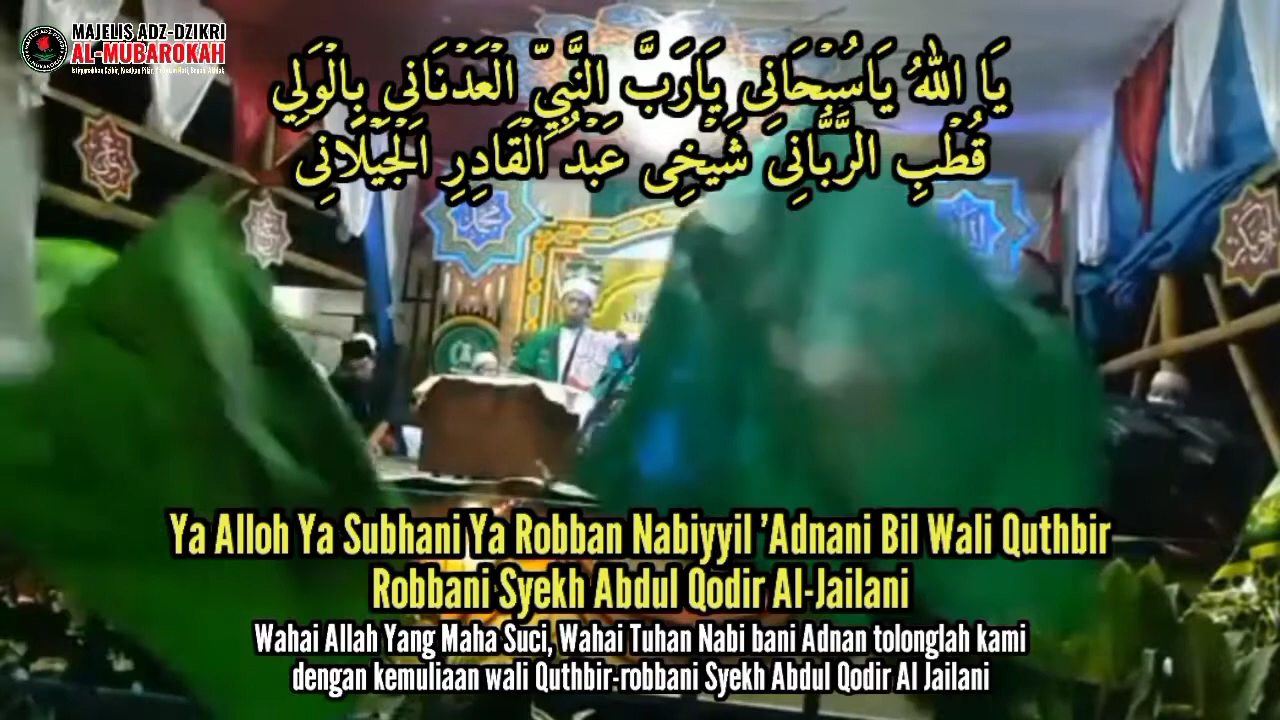 MAJELIS ADZ-DZIKRI
AL-MUBAROKAH
يَا اللّٰهُ يَاسُبْحَانِي يَارَبَّ النَّبِيِّ الْعَدْنَانِي بِالْوَلِي
قُطْبِ الرَّبَّانِى شَيْخِى عَبْدُ الْقَادِرِ الْجَيْلَانِى
محمد
الله
Ya Alloh Ya Subhani Ya Robban Nabiyyil 'Adnani Bil Wali Quthbir
Robbani Syekh Abdul Qodir Al-Jailani
Wahai Allah Yang Maha Suci, Wahai Tuhan Nabi bani Adnan tolonglah kami
dengan kemuliaan wali Quthbir-robbani Syekh Abdul Qodir Al Jailani